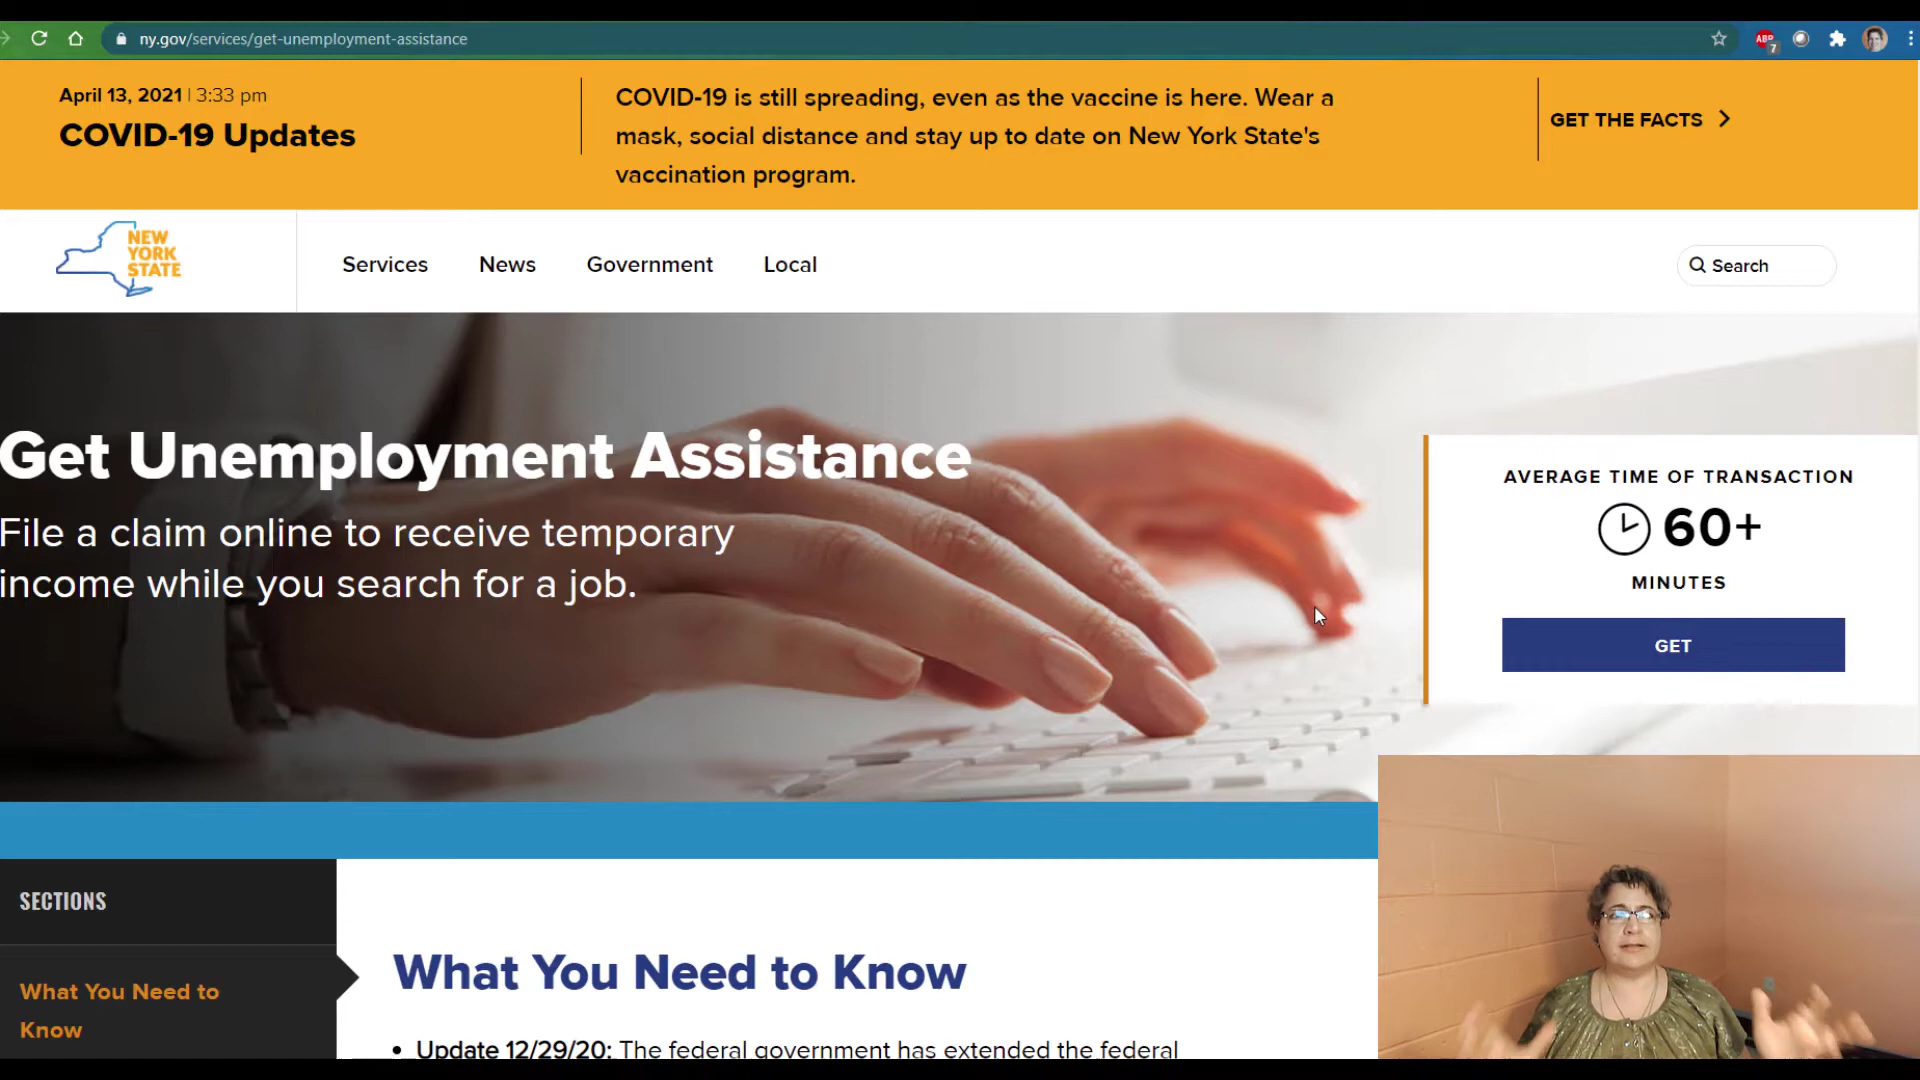 ny.gov/services/get-unemployment-assistance
ABP
7
April 13, 2021 | 3:33 pm
COVID-19 Updates
COVID-19 is still spreading, even as the vaccine is here. Wear a
mask, social distance and stay up to date on New York State's
vaccination program.
GET THE FACTS
NEW
YORK
STATE
Services
News
Government
Local
Search
Get Unemployment Assistance
File a claim online to receive temporary
income while you search for a job.
AVERAGE TIME OF TRANSACTION
60+
MINUTES
GET
SECTIONS
What You Need to
Know
What You Need to Know
• Update 12/29/20: The federal government has extended the federal